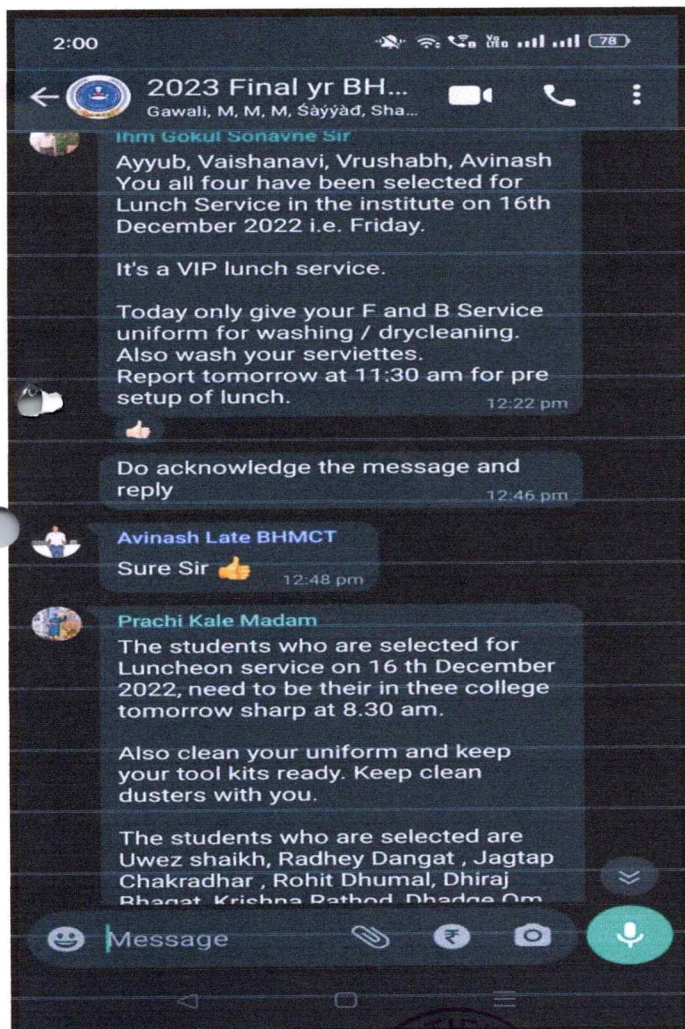 2:00
78
2023 Final yr BH...
Gawali, M, M, M, Śàyÿàđ, Sha...
Ihm Gokul Sonavne Sir
Ayyub, Vaishanavi, Vrushabh, Avinash
You all four have been selected for
Lunch Service in the institute on 16th
December 2022 i.e. Friday.
It's a VIP lunch service.
Today only give your F and B Service
uniform for washing / drycleaning.
Also wash your serviettes.
Report tomorrow at 11:30 am for pre
setup of lunch.
12:22 pm
Do acknowledge the message and
reply
12:46 pm
Avinash Late BHMCT
Sure Sir 👍
12:48 pm
Prachi Kale Madam
The students who are selected for
Luncheon service on 16 th December
2022, need to be their in thee college
tomorrow sharp at 8.30 am.
Also clean your uniform and keep
your tool kits ready. Keep clean
dusters with you.
The students who are selected are
Uwez shaikh, Radhey Dangat , Jagtap
Chakradhar , Rohit Dhumal, Dhiraj
Bhagat, Krishna Rathod, Dhadge Om
Message